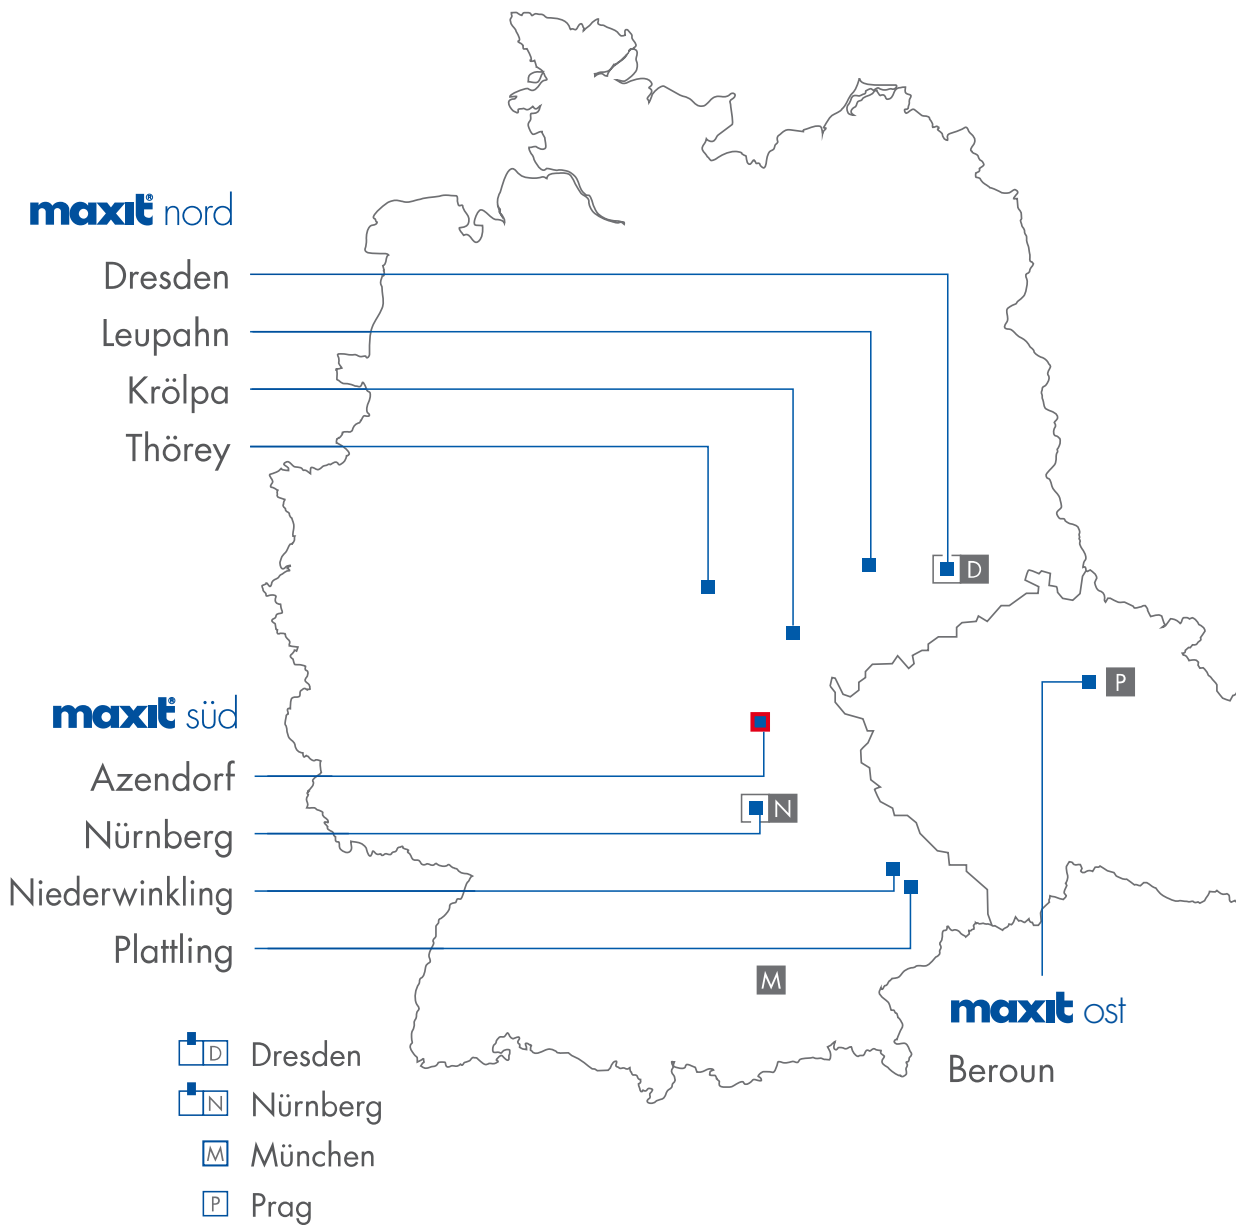 maxit® nord
Dresden
Leupahn
Krölpa
Thörey
D
P
maxit® süd
Azendorf
Nürnberg
N
Niederwinkling
Plattling
M
maxit ost
Beroun
D Dresden
N Nürnberg
M München
P Prag